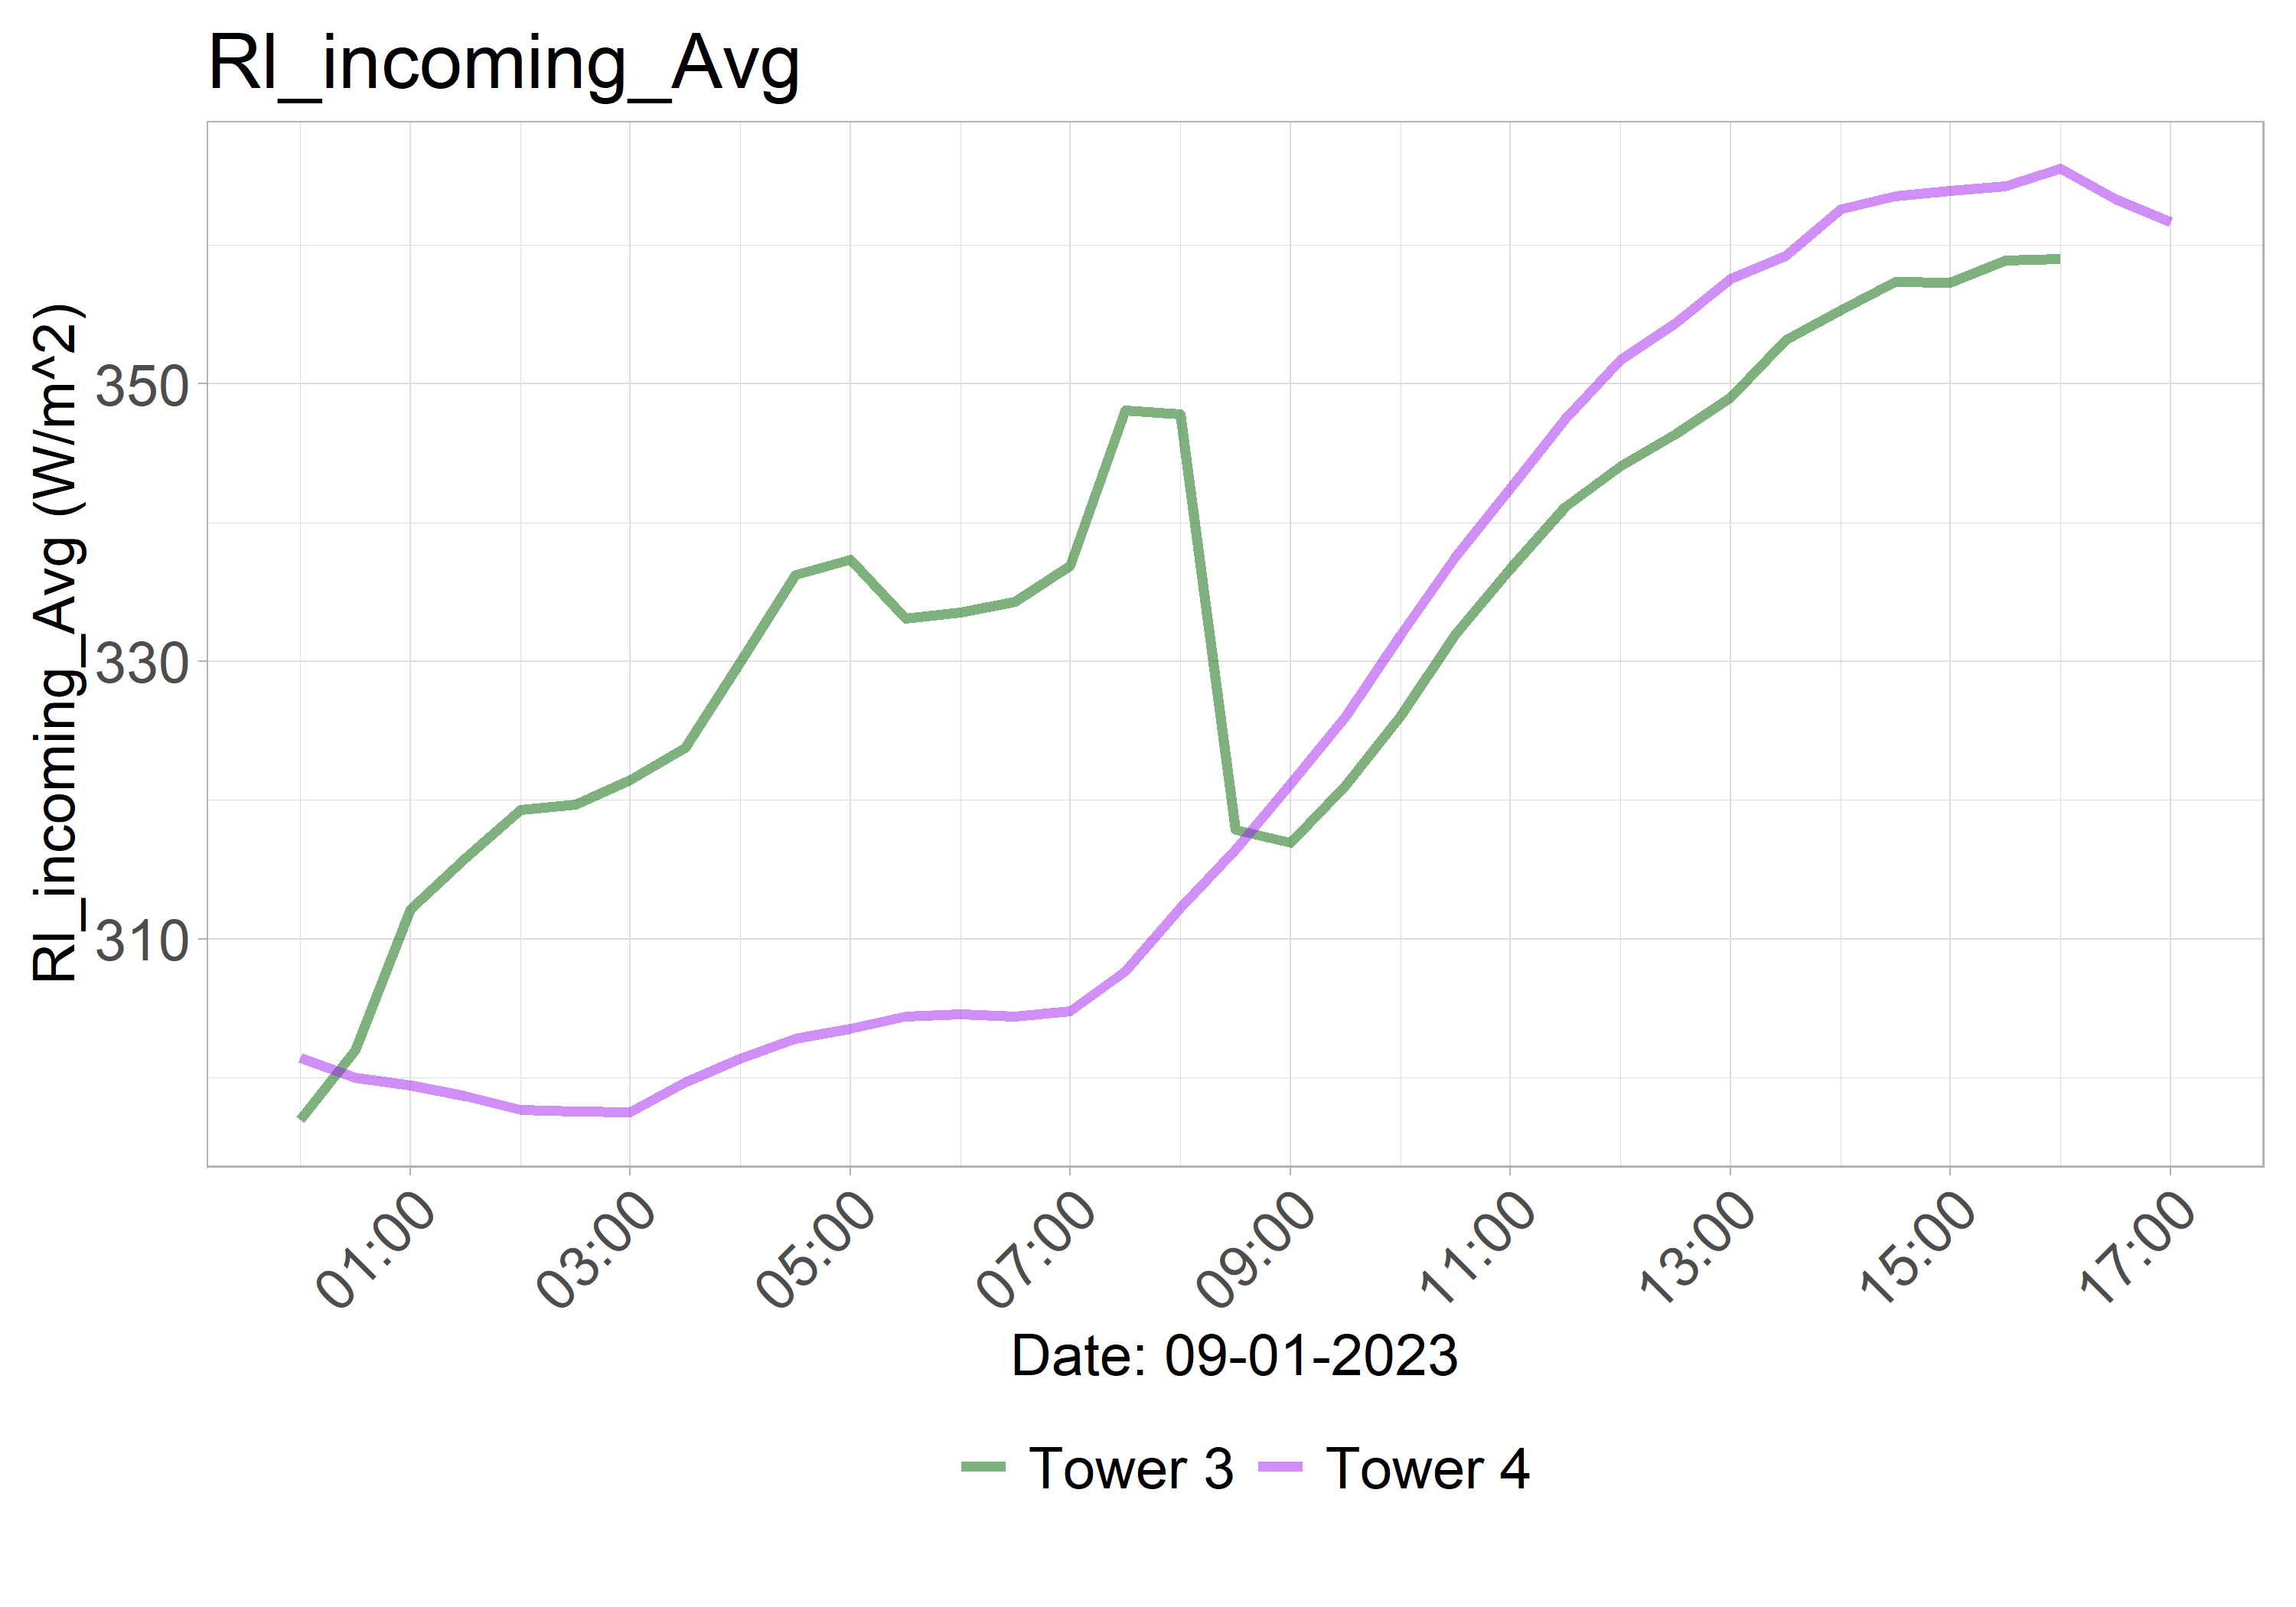 Rl_incoming_Avg
Rl_incoming_Avg (W/m^2)
350
330
310
01:00 03:00 05:00 07:00 09:00 11:00 13:00 15:00 17:00
Date: 09-01-2023
Tower 3 Tower 4